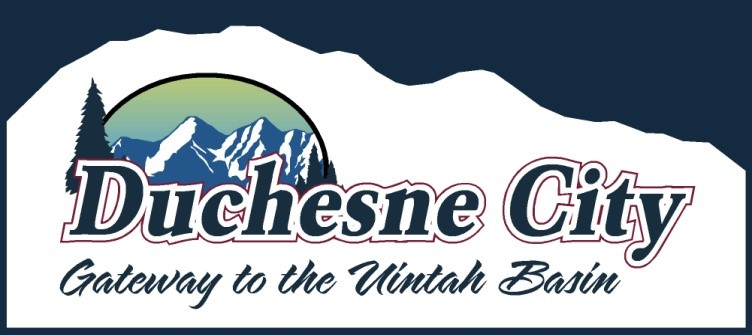 Duchesne City
Gateway to the Uintah Basin